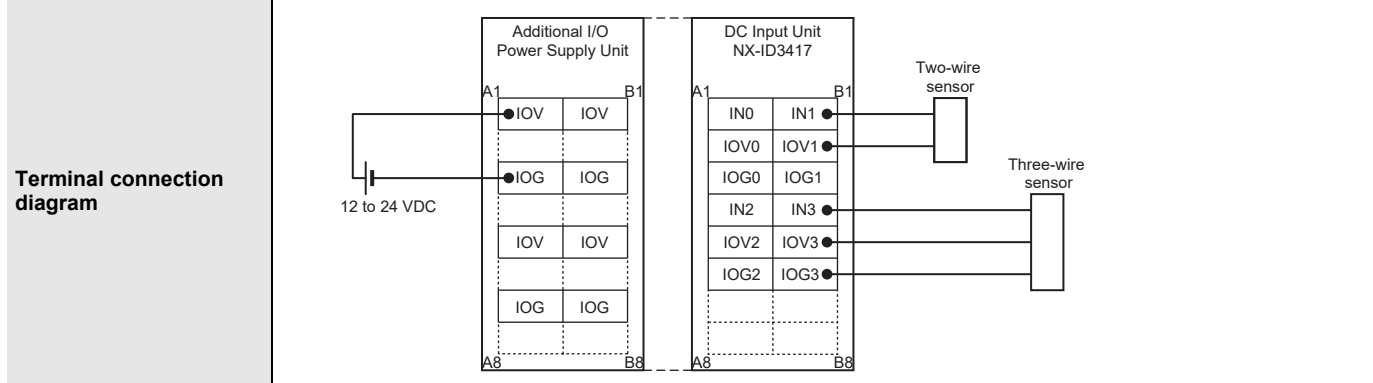 Terminal connection
diagram
Additional I/O
Power Supply Unit
A1 B1
IOV IOV
IOG IOG
IOV IOV
IOG IOG
A8 B8
12 to 24 VDC
DC Input Unit
NX-ID3417
A1 B1
IN0 IN1
IOV0 IOV1
IOG0 IOG1
IN2 IN3
IOV2 IOV3
IOG2 IOG3
A8 B8
Two-wire
sensor
Three-wire
sensor